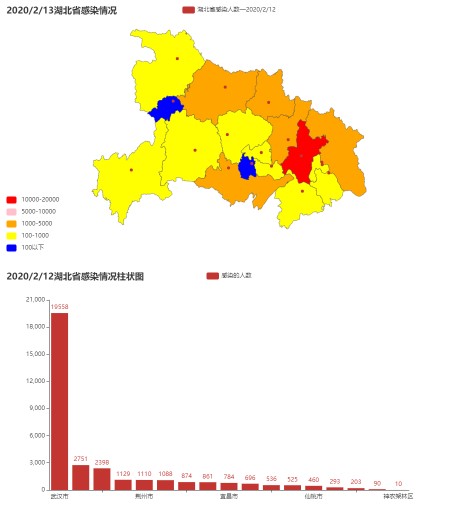 2020/2/13湖北省感染情况
湖北省感染人数—2020/2/12
10000-20000
5000-10000
1000-5000
100-1000
100以下
2020/2/12湖北省感染情况柱状图
感染的人数
21,000
18,000
15,000
12,000
9,000
6,000
3,000
0
19558
2751
2398
1129
1110
1088
874
861
784
696
536
525
460
293
203
90
10
武汉市
荆州市
宜昌市
仙桃市
神农架林区